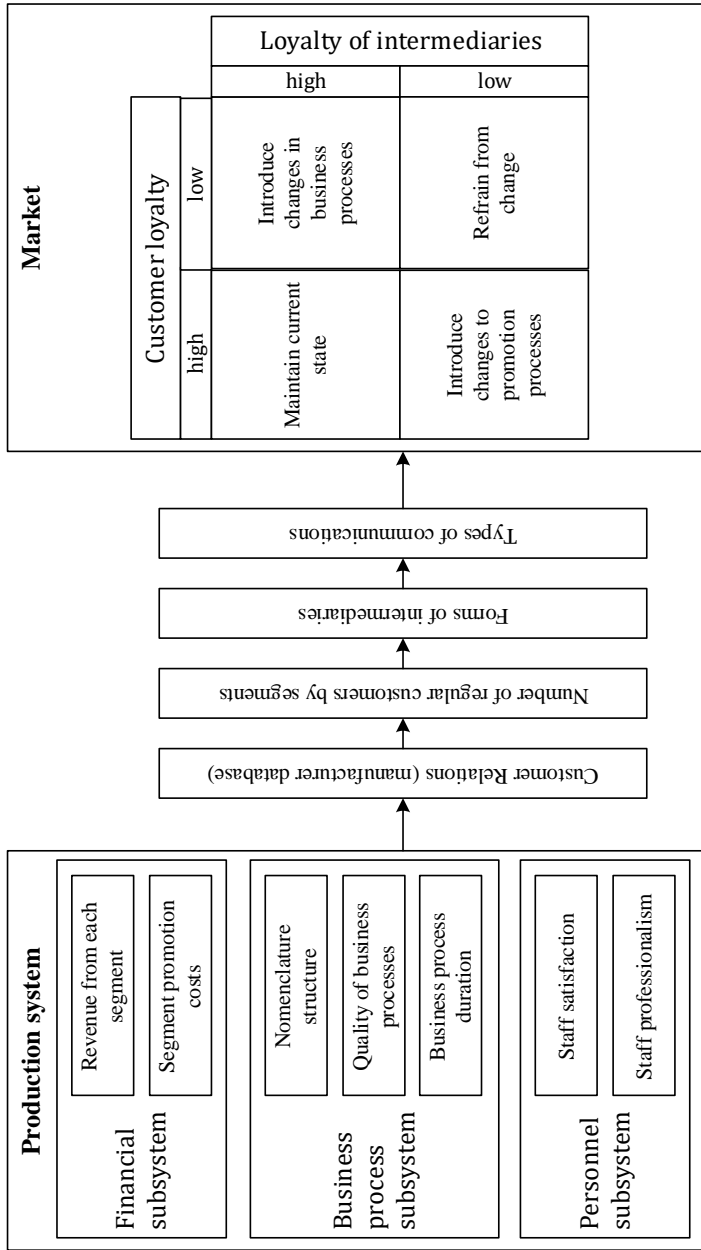 Production system
Financial
subsystem
Revenue from each
segment
Segment promotion
costs
Business
process
subsystem
Nomenclature
structure
Quality of business
processes
Business process
duration
Personnel
subsystem
Staff satisfaction
Staff professionalism
Customer Relations (manufacturer database)
Number of regular customers by segments
Forms of intermediaries
Types of communications
Market
Customer loyalty
high
low
Loyalty of intermediaries
high
low
Maintain current
state
Introduce
changes in
business
processes
Introduce
changes to
promotion
processes
Refrain from
change